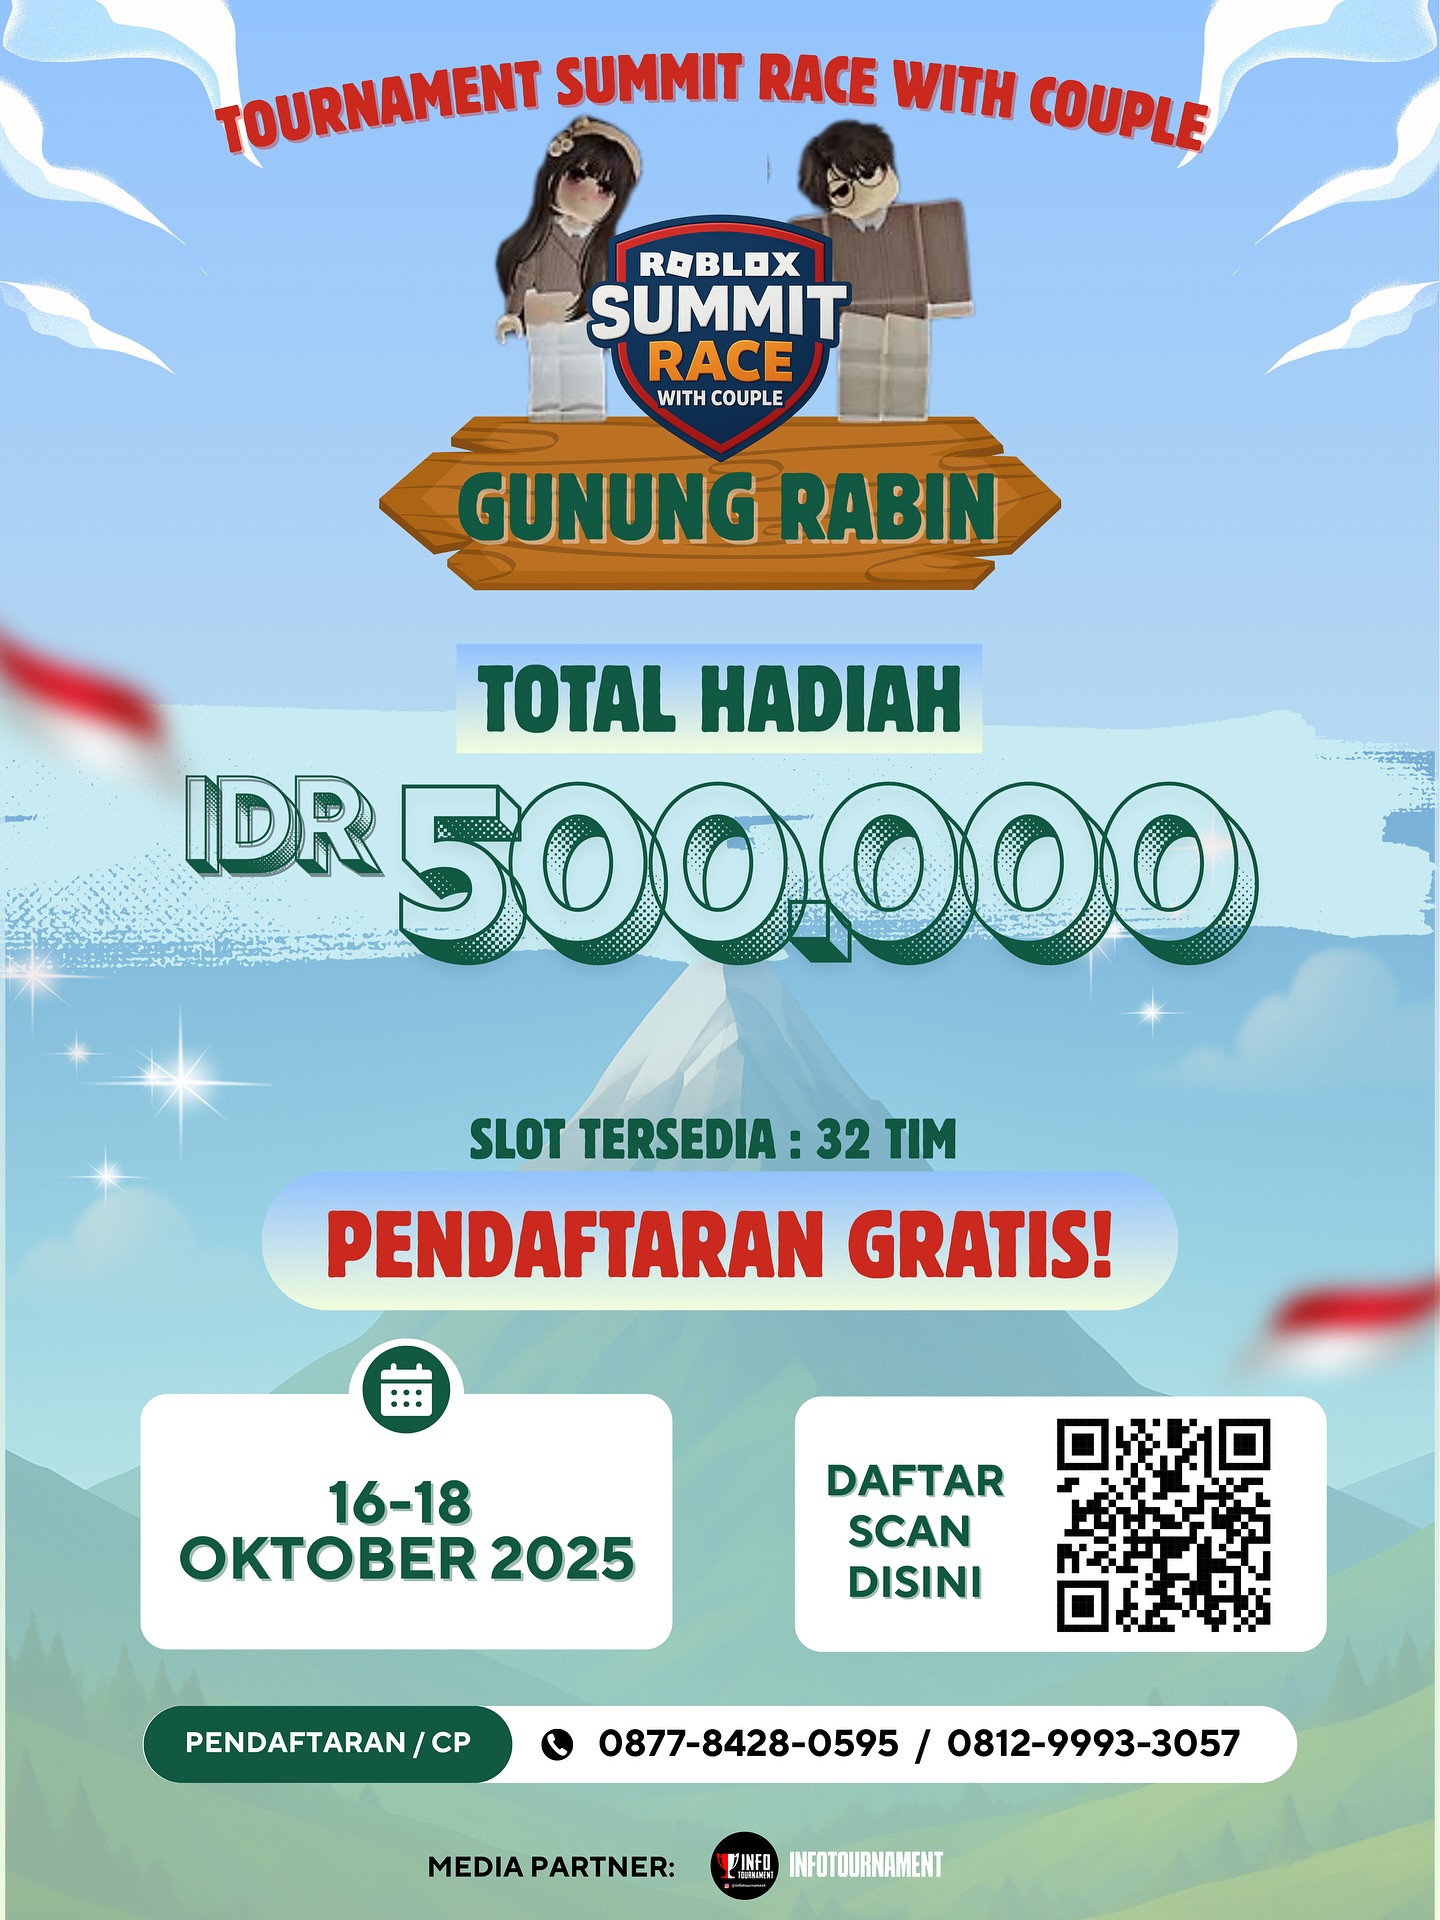 TOURNAMENT SUMMIT RACE WITH COUPLE
ROBLOX
SUMMIT
RACE
WITH COUPLE
GUNUNG RABIN
TOTAL HADIAH
IDR 500.000
SLOT TERSEDIA : 32 TIM
PENDAFTARAN GRATIS!
16-18
OKTOBER 2025
DAFTAR
SCAN
DISINI
PENDAFTARAN / CP
0877-8428-0595 / 0812-9993-3057
MEDIA PARTNER:
INFO
TOURNAMENT
@infotournament
INFOTOURNAMENT